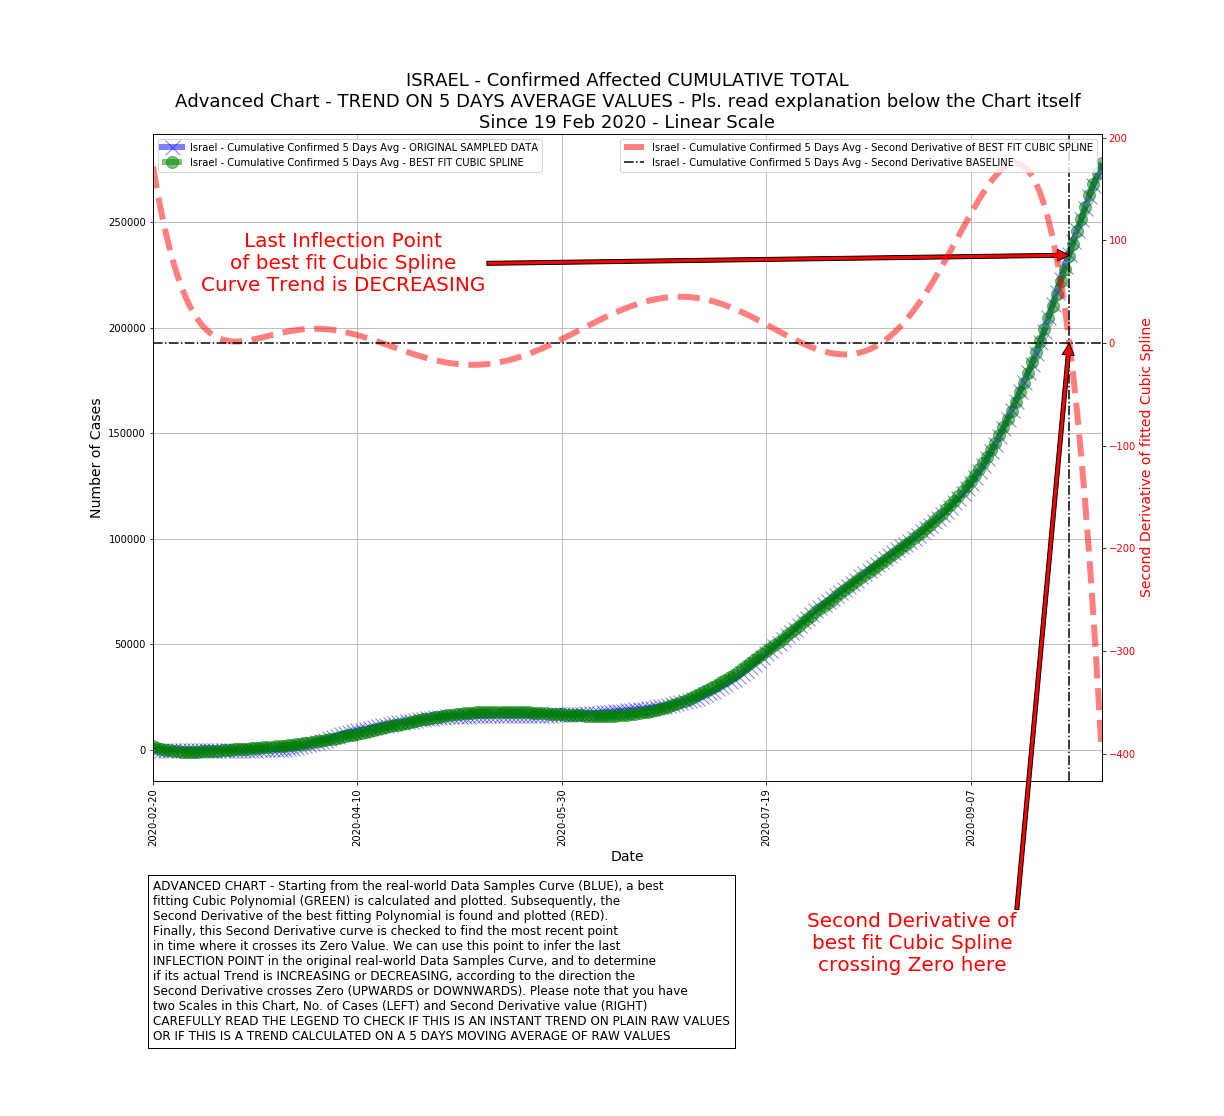 ISRAEL - Confirmed Affected CUMULATIVE TOTAL
Advanced Chart - TREND ON 5 DAYS AVERAGE VALUES - Pls. read explanation below the Chart itself
Since 19 Feb 2020 - Linear Scale
Israel - Cumulative Confirmed 5 Days Avg - ORIGINAL SAMPLED DATA
Israel - Cumulative Confirmed 5 Days Avg - BEST FIT CUBIC SPLINE
Israel - Cumulative Confirmed 5 Days Avg - Second Derivative of BEST FIT CUBIC SPLINE
Israel - Cumulative Confirmed 5 Days Avg - Second Derivative BASELINE
Last Inflection Point
of best fit Cubic Spline
Curve Trend is DECREASING
Number of Cases
250000
200000
150000
100000
50000
0
200
100
0
−100
−200
−300
−400
Second Derivative of fitted Cubic Spline
2020-02-20
2020-04-10
2020-05-30
2020-07-19
2020-09-07
Date
Second Derivative of
best fit Cubic Spline
crossing Zero here
ADVANCED CHART - Starting from the real-world Data Samples Curve (BLUE), a best
fitting Cubic Polynomial (GREEN) is calculated and plotted. Subsequently, the
Second Derivative of the best fitting Polynomial is found and plotted (RED).
Finally, this Second Derivative curve is checked to find the most recent point
in time where it crosses its Zero Value. We can use this point to infer the last
INFLECTION POINT in the original real-world Data Samples Curve, and to determine
if its actual Trend is INCREASING or DECREASING, according to the direction the
Second Derivative crosses Zero (UPWARDS or DOWNWARDS). Please note that you have
two Scales in this Chart, No. of Cases (LEFT) and Second Derivative value (RIGHT)
CAREFULLY READ THE LEGEND TO CHECK IF THIS IS AN INSTANT TREND ON PLAIN RAW VALUES
OR IF THIS IS A TREND CALCULATED ON A 5 DAYS MOVING AVERAGE OF RAW VALUES